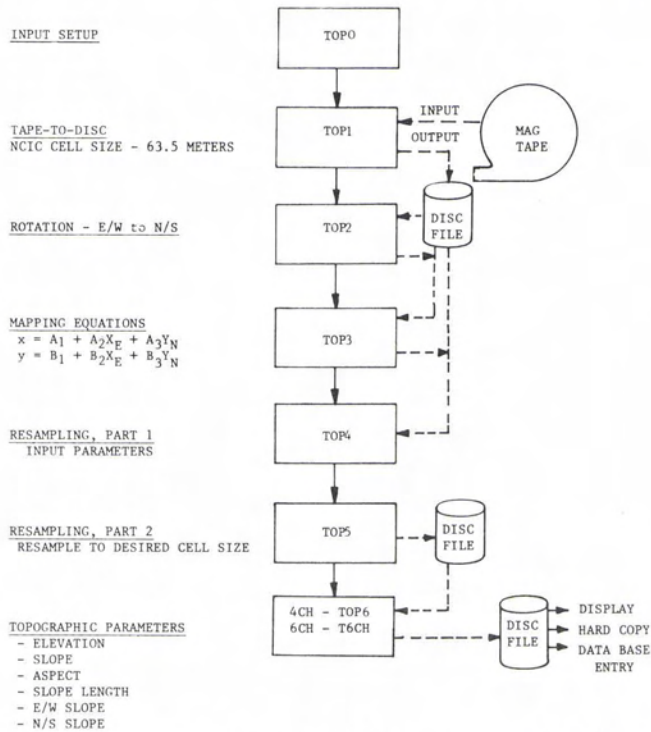 INPUT SETUP
TOP0
TAPE-TO-DISC
NCIC CELL SIZE - 63.5 METERS
TOP1
INPUT
OUTPUT
MAG
TAPE
ROTATION - E/W to N/S
TOP2
DISC
FILE
MAPPING EQUATIONS
x = A1 + A2XE + A3YN
y = B1 + B2XE + B3YN
TOP3
RESAMPLING, PART 1
INPUT PARAMETERS
TOP4
RESAMPLING, PART 2
RESAMPLE TO DESIRED CELL SIZE
TOP5
DISC
FILE
TOPOGRAPHIC PARAMETERS
- ELEVATION
- SLOPE
- ASPECT
- SLOPE LENGTH
- E/W SLOPE
- N/S SLOPE
4CH - TOP6
6CH - T6CH
DISC
FILE
DISPLAY
HARD COPY
DATA BASE
ENTRY